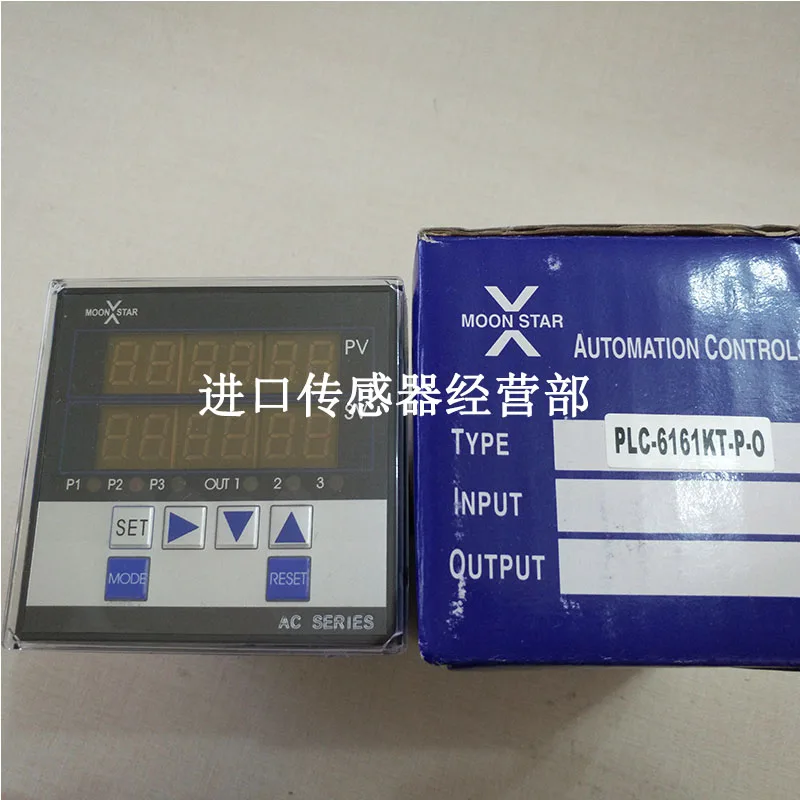 MOON STAR
PV
SV
P1 P2 P3 OUT 1 2 3
SET
MODE RESET
AC SERIES
进口传感器经营部
MOON STAR
AUTOMATION CONTROLS
TYPE PLC-6161KT-P-O
INPUT
OUTPUT